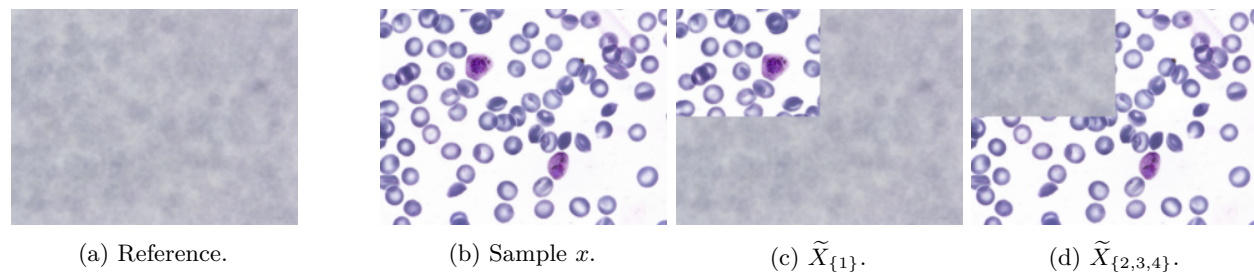 (a) Reference.
(b) Sample x.
(c) X̃_{1}.
(d) X̃_{2,3,4}.